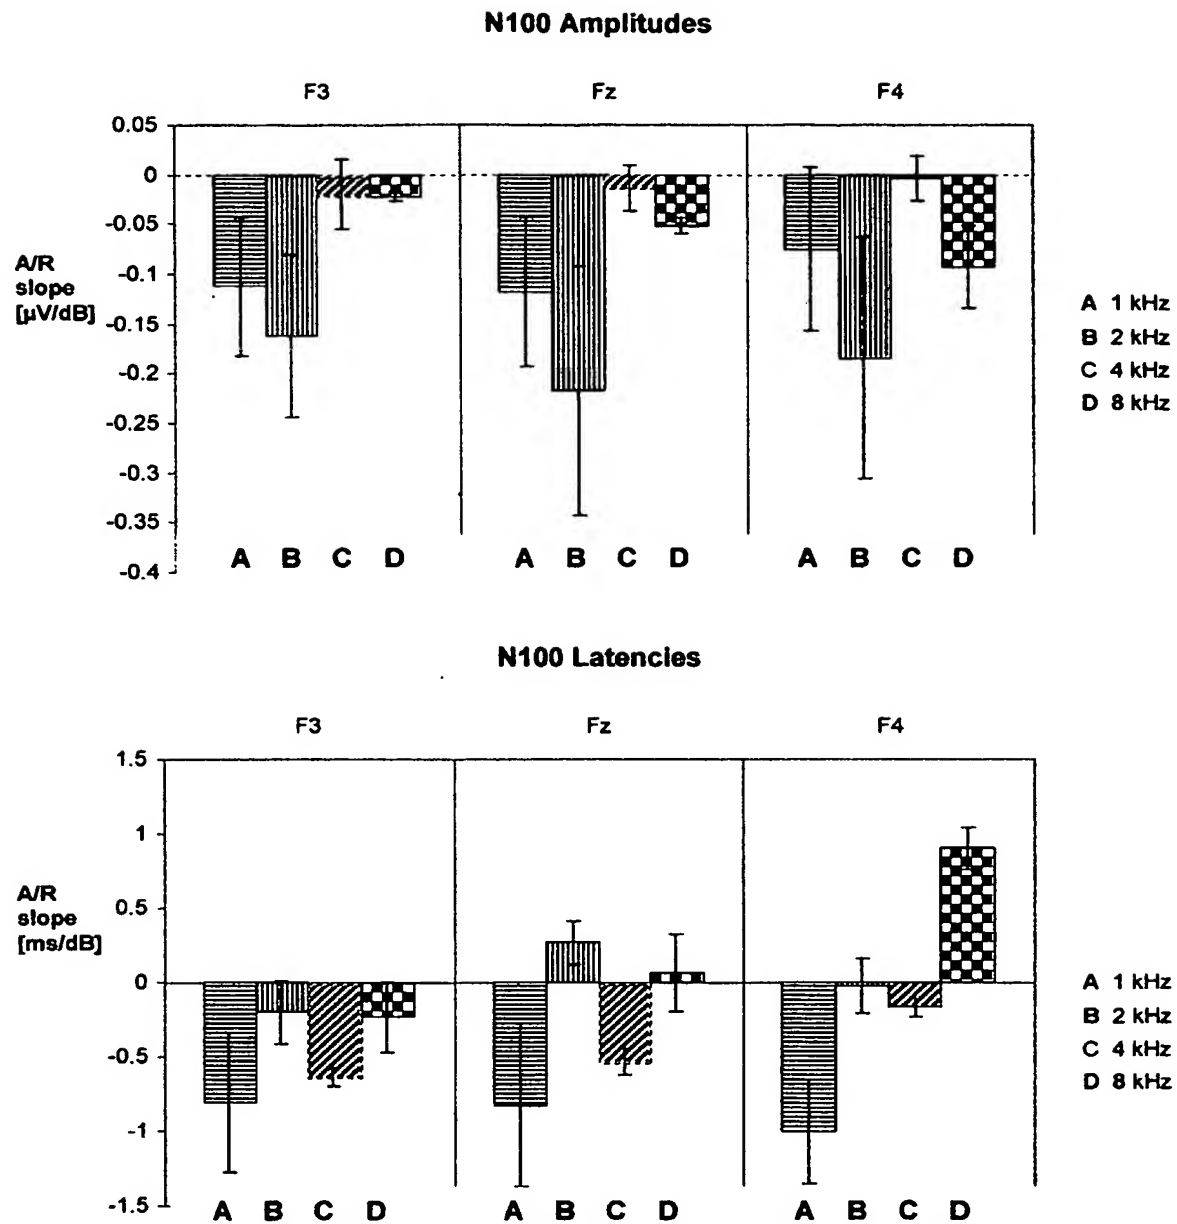 N100 Amplitudes
F3 Fz F4
0.05
0
-0.05
-0.1
-0.15
-0.2
-0.25
-0.3
-0.35
-0.4
A/R
slope
[µV/dB]
A B C D A B C D A B C D
A 1 kHz
B 2 kHz
C 4 kHz
D 8 kHz
N100 Latencies
F3 Fz F4
1.5
1
0.5
0
-0.5
-1
-1.5
A/R
slope
[ms/dB]
A B C D A B C D A B C D
A 1 kHz
B 2 kHz
C 4 kHz
D 8 kHz